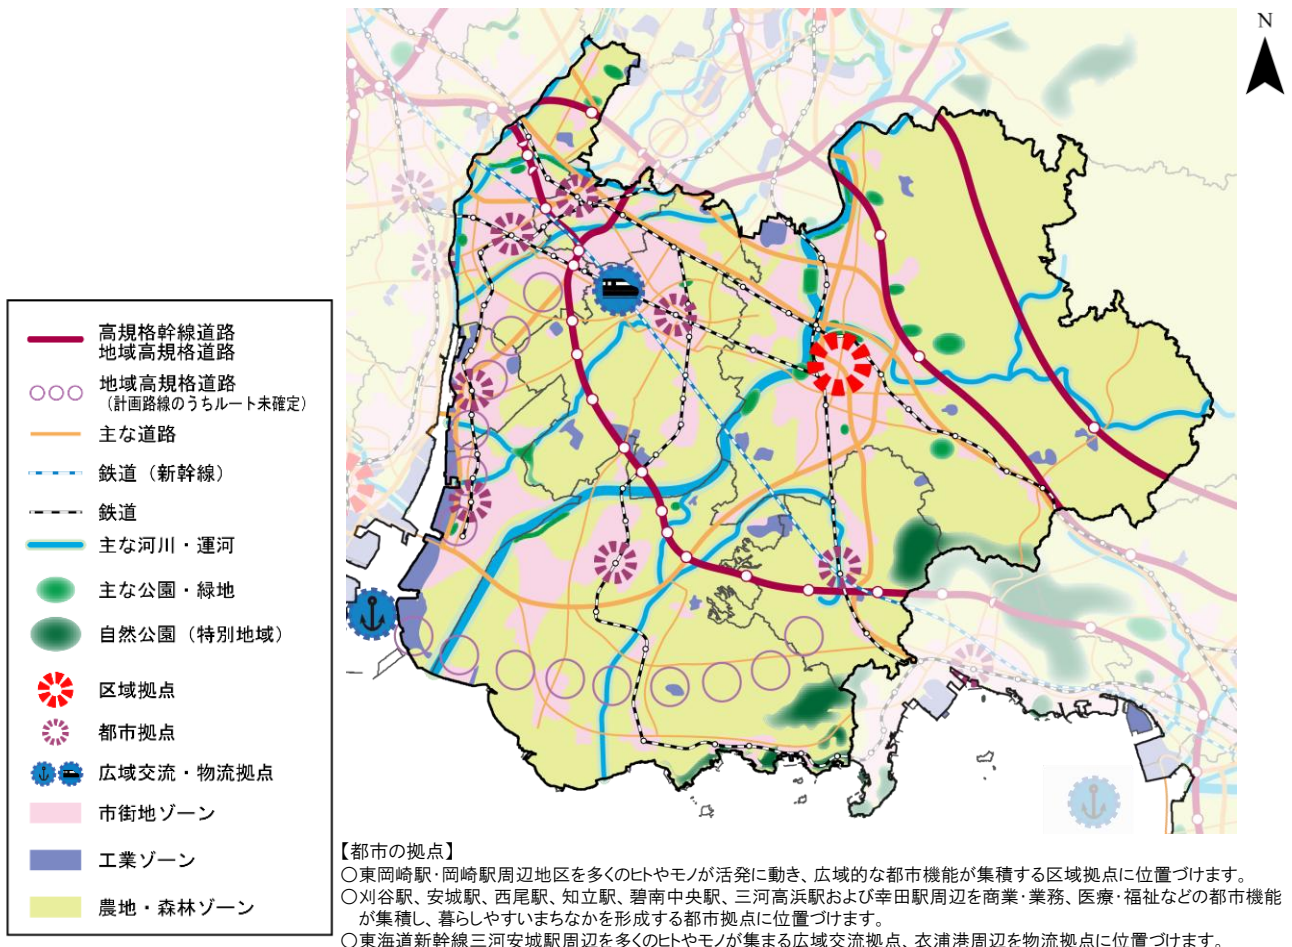 N
高規格幹線道路
地域高規格道路
地域高規格道路
（計画路線のうちルート未確定）
主な道路
鉄道（新幹線）
鉄道
主な河川・運河
主な公園・緑地
自然公園（特別地域）
区域拠点
都市拠点
広域交流・物流拠点
市街地ゾーン
工業ゾーン
農地・森林ゾーン
【都市の拠点】
○東岡崎駅・岡崎駅周辺地区を多くのヒトやモノが活発に動き、広域的な都市機能が集積する区域拠点に位置づけます。
○刈谷駅、安城駅、西尾駅、知立駅、碧南中央駅、三河高浜駅および幸田駅周辺を商業・業務、医療・福祉などの都市機能
が集積し、暮らしやすいまちなかを形成する都市拠点に位置づけます。
○東海道新幹線三河安城駅周辺を多くのヒトやモノが集まる広域交流拠点、衣浦港周辺を物流拠点に位置づけます。